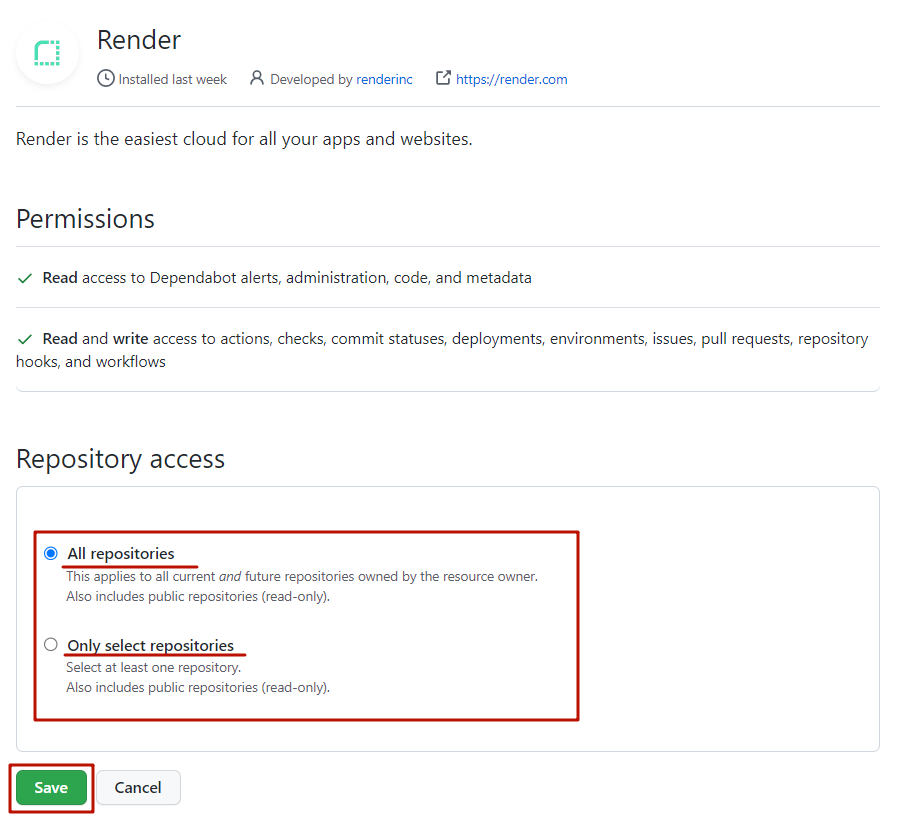 Render
Installed last week Developed by renderinc https://render.com
Render is the easiest cloud for all your apps and websites.
Permissions
Read access to Dependabot alerts, administration, code, and metadata
Read and write access to actions, checks, commit statuses, deployments, environments, issues, pull requests, repository
hooks, and workflows
Repository access
All repositories
This applies to all current and future repositories owned by the resource owner.
Also includes public repositories (read-only).
Only select repositories
Select at least one repository.
Also includes public repositories (read-only).
Save Cancel